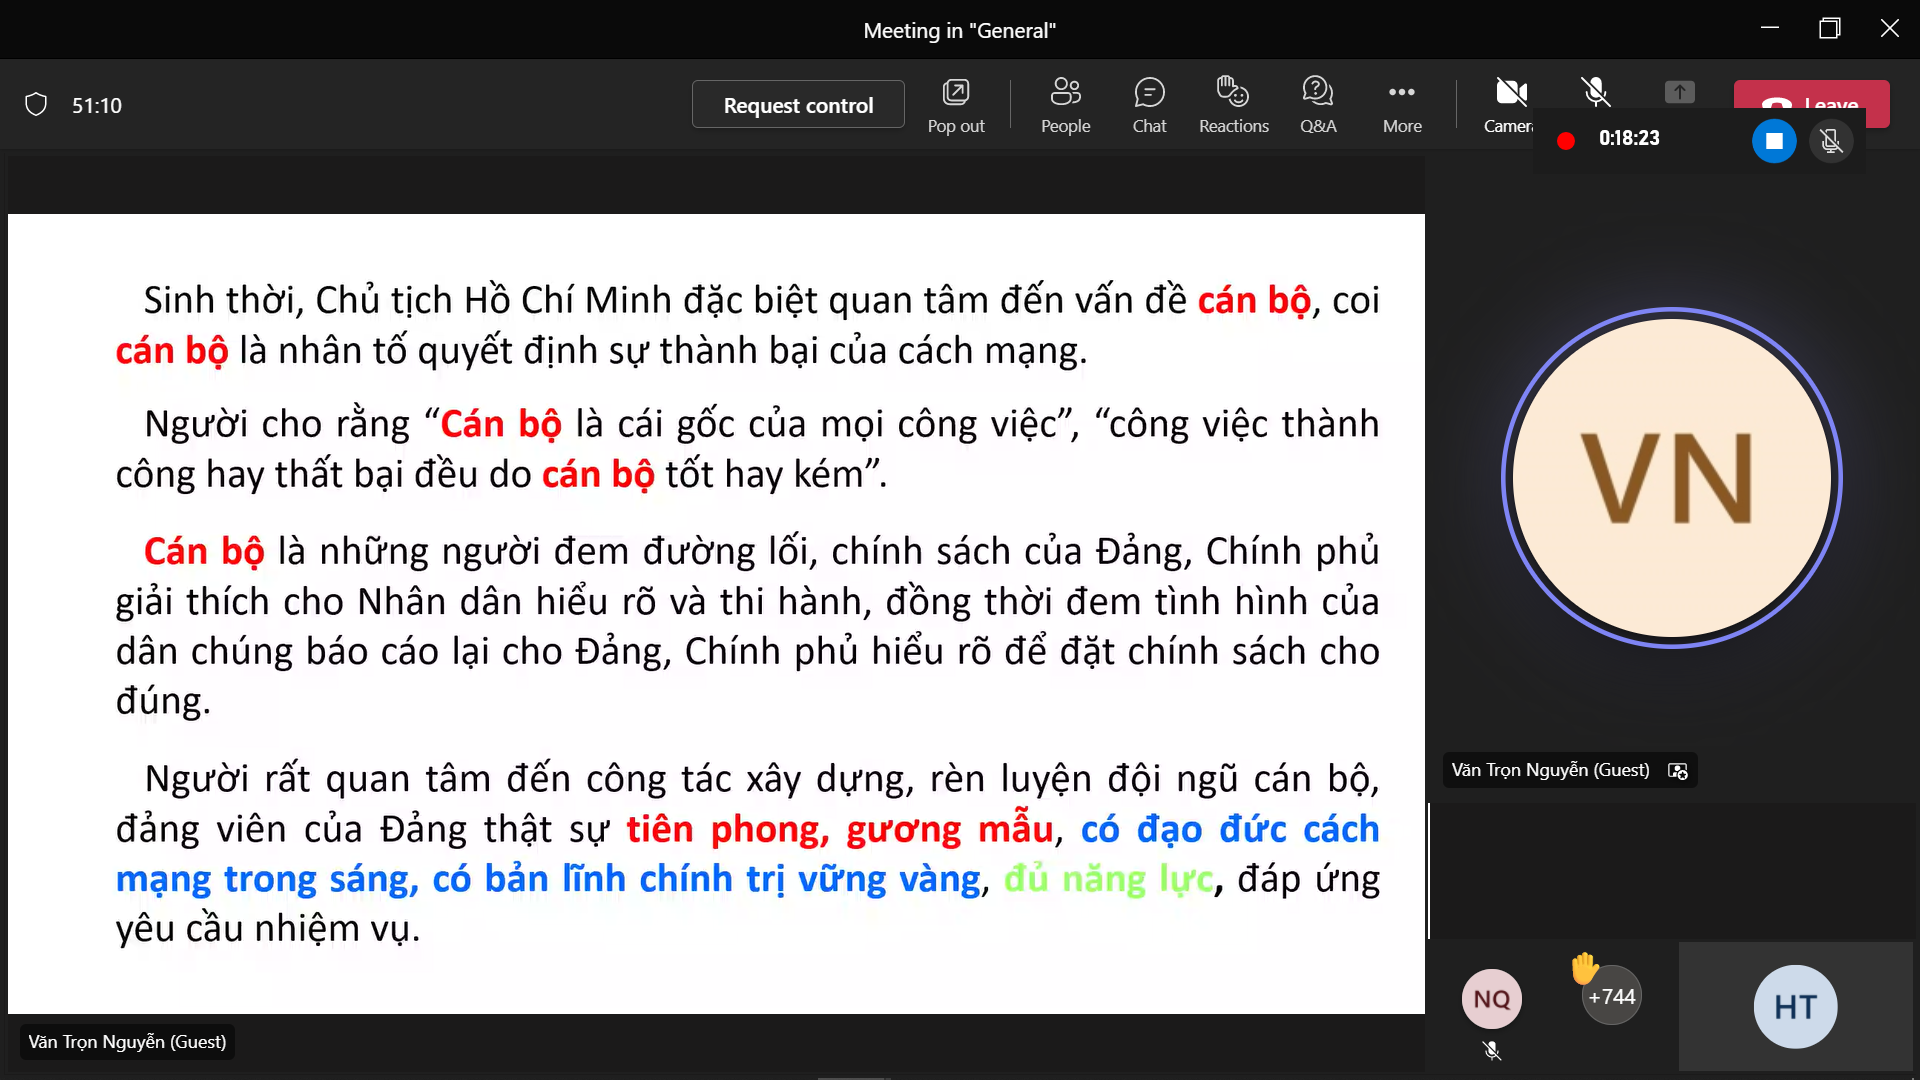 Meeting in "General"
51:10
Request control
Pop out
People
Chat
Reactions
Q&A
More
Camera
Leave
0:18:23
Sinh thời, Chủ tịch Hồ Chí Minh đặc biệt quan tâm đến vấn đề cán bộ, coi
cán bộ là nhân tố quyết định sự thành bại của cách mạng.
Người cho rằng “Cán bộ là cái gốc của mọi công việc”, “công việc thành
công hay thất bại đều do cán bộ tốt hay kém”.
Cán bộ là những người đem đường lối, chính sách của Đảng, Chính phủ
giải thích cho Nhân dân hiểu rõ và thi hành, đồng thời đem tình hình của
dân chúng báo cáo lại cho Đảng, Chính phủ hiểu rõ để đặt chính sách cho
đúng.
Người rất quan tâm đến công tác xây dựng, rèn luyện đội ngũ cán bộ,
đảng viên của Đảng thật sự tiên phong, gương mẫu, có đạo đức cách
mạng trong sáng, có bản lĩnh chính trị vững vàng, đủ năng lực, đáp ứng
yêu cầu nhiệm vụ.
VN
Văn Trọn Nguyễn (Guest)
NQ
+744
HT
Văn Trọn Nguyễn (Guest)